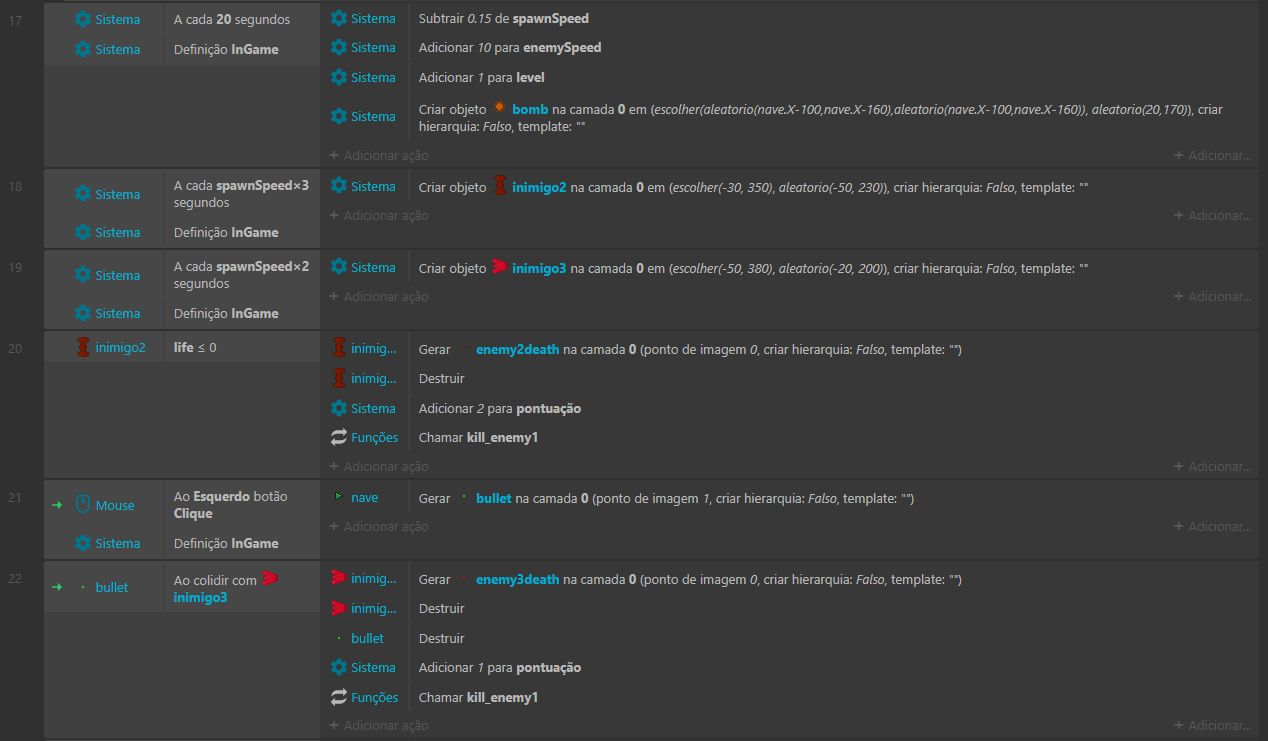 17
Sistema A cada 20 segundos
Sistema Definição InGame
Sistema Subtrair 0.15 de spawnSpeed
Sistema Adicionar 10 para enemySpeed
Sistema Adicionar 1 para level
Sistema Criar objeto bomb na camada 0 em (escolher(aleatorio(nave.X-100,nave.X-160),aleatorio(nave.X-100,nave.X-160)), aleatorio(20,170)), criar
hierarquia: Falso, template: ""
+ Adicionar ação + Adicionar...
18
Sistema A cada spawnSpeed×3
segundos
Sistema Definição InGame
Sistema Criar objeto inimigo2 na camada 0 em (escolher(-30, 350), aleatorio(-50, 230)), criar hierarquia: Falso, template: ""
+ Adicionar ação + Adicionar...
19
Sistema A cada spawnSpeed×2
segundos
Sistema Definição InGame
Sistema Criar objeto inimigo3 na camada 0 em (escolher(-50, 380), aleatorio(-20, 200)), criar hierarquia: Falso, template: ""
+ Adicionar ação + Adicionar...
20
inimigo2 life ≤ 0
inimig... Gerar enemy2death na camada 0 (ponto de imagem 0, criar hierarquia: Falso, template: "")
inimig... Destruir
Sistema Adicionar 2 para pontuação
Funções Chamar kill_enemy1
+ Adicionar ação + Adicionar...
21
Mouse Ao Esquerdo botão
Clique
Sistema Definição InGame
nave Gerar bullet na camada 0 (ponto de imagem 1, criar hierarquia: Falso, template: "")
+ Adicionar ação + Adicionar...
22
bullet Ao colidir com
inimigo3
inimig... Gerar enemy3death na camada 0 (ponto de imagem 0, criar hierarquia: Falso, template: "")
inimig... Destruir
bullet Destruir
Sistema Adicionar 1 para pontuação
Funções Chamar kill_enemy1
+ Adicionar ação + Adicionar...